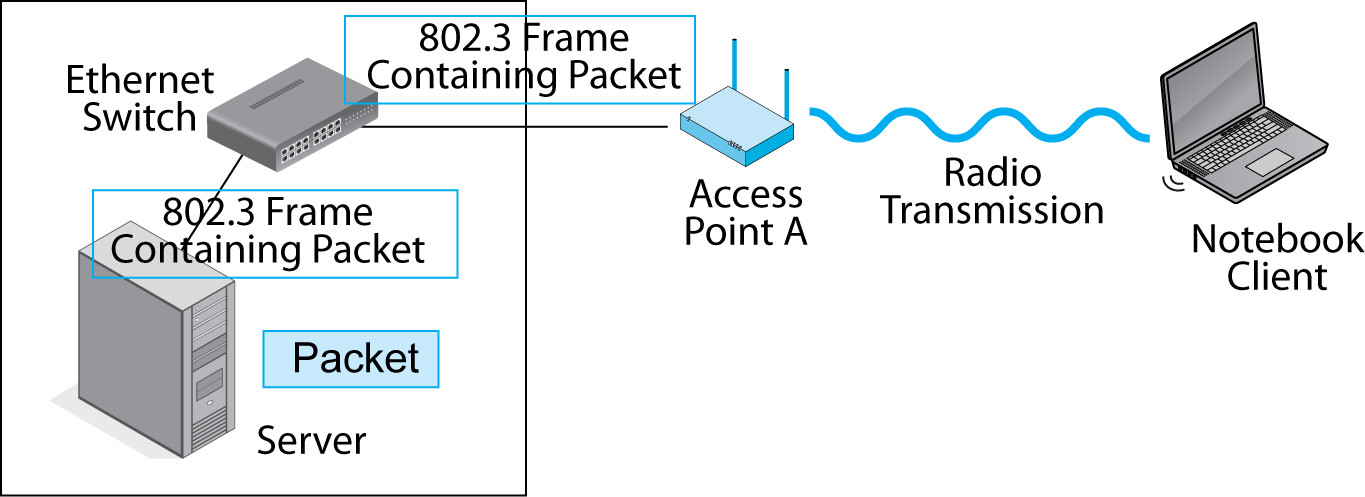 802.3 Frame
Containing Packet
Ethernet
Switch
Access
Point A
Radio
Transmission
Notebook
Client
802.3 Frame
Containing Packet
Packet
Server